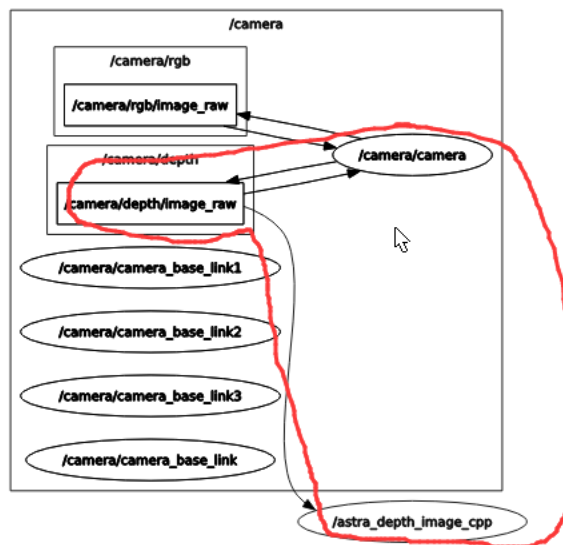 /camera
/camera/rgb
/camera/rgb/image_raw
/camera/camera
/camera/depth
/camera/depth/image_raw
/camera/camera_base_link1
/camera/camera_base_link2
/camera/camera_base_link3
/camera/camera_base_link
/astra_depth_image_cpp